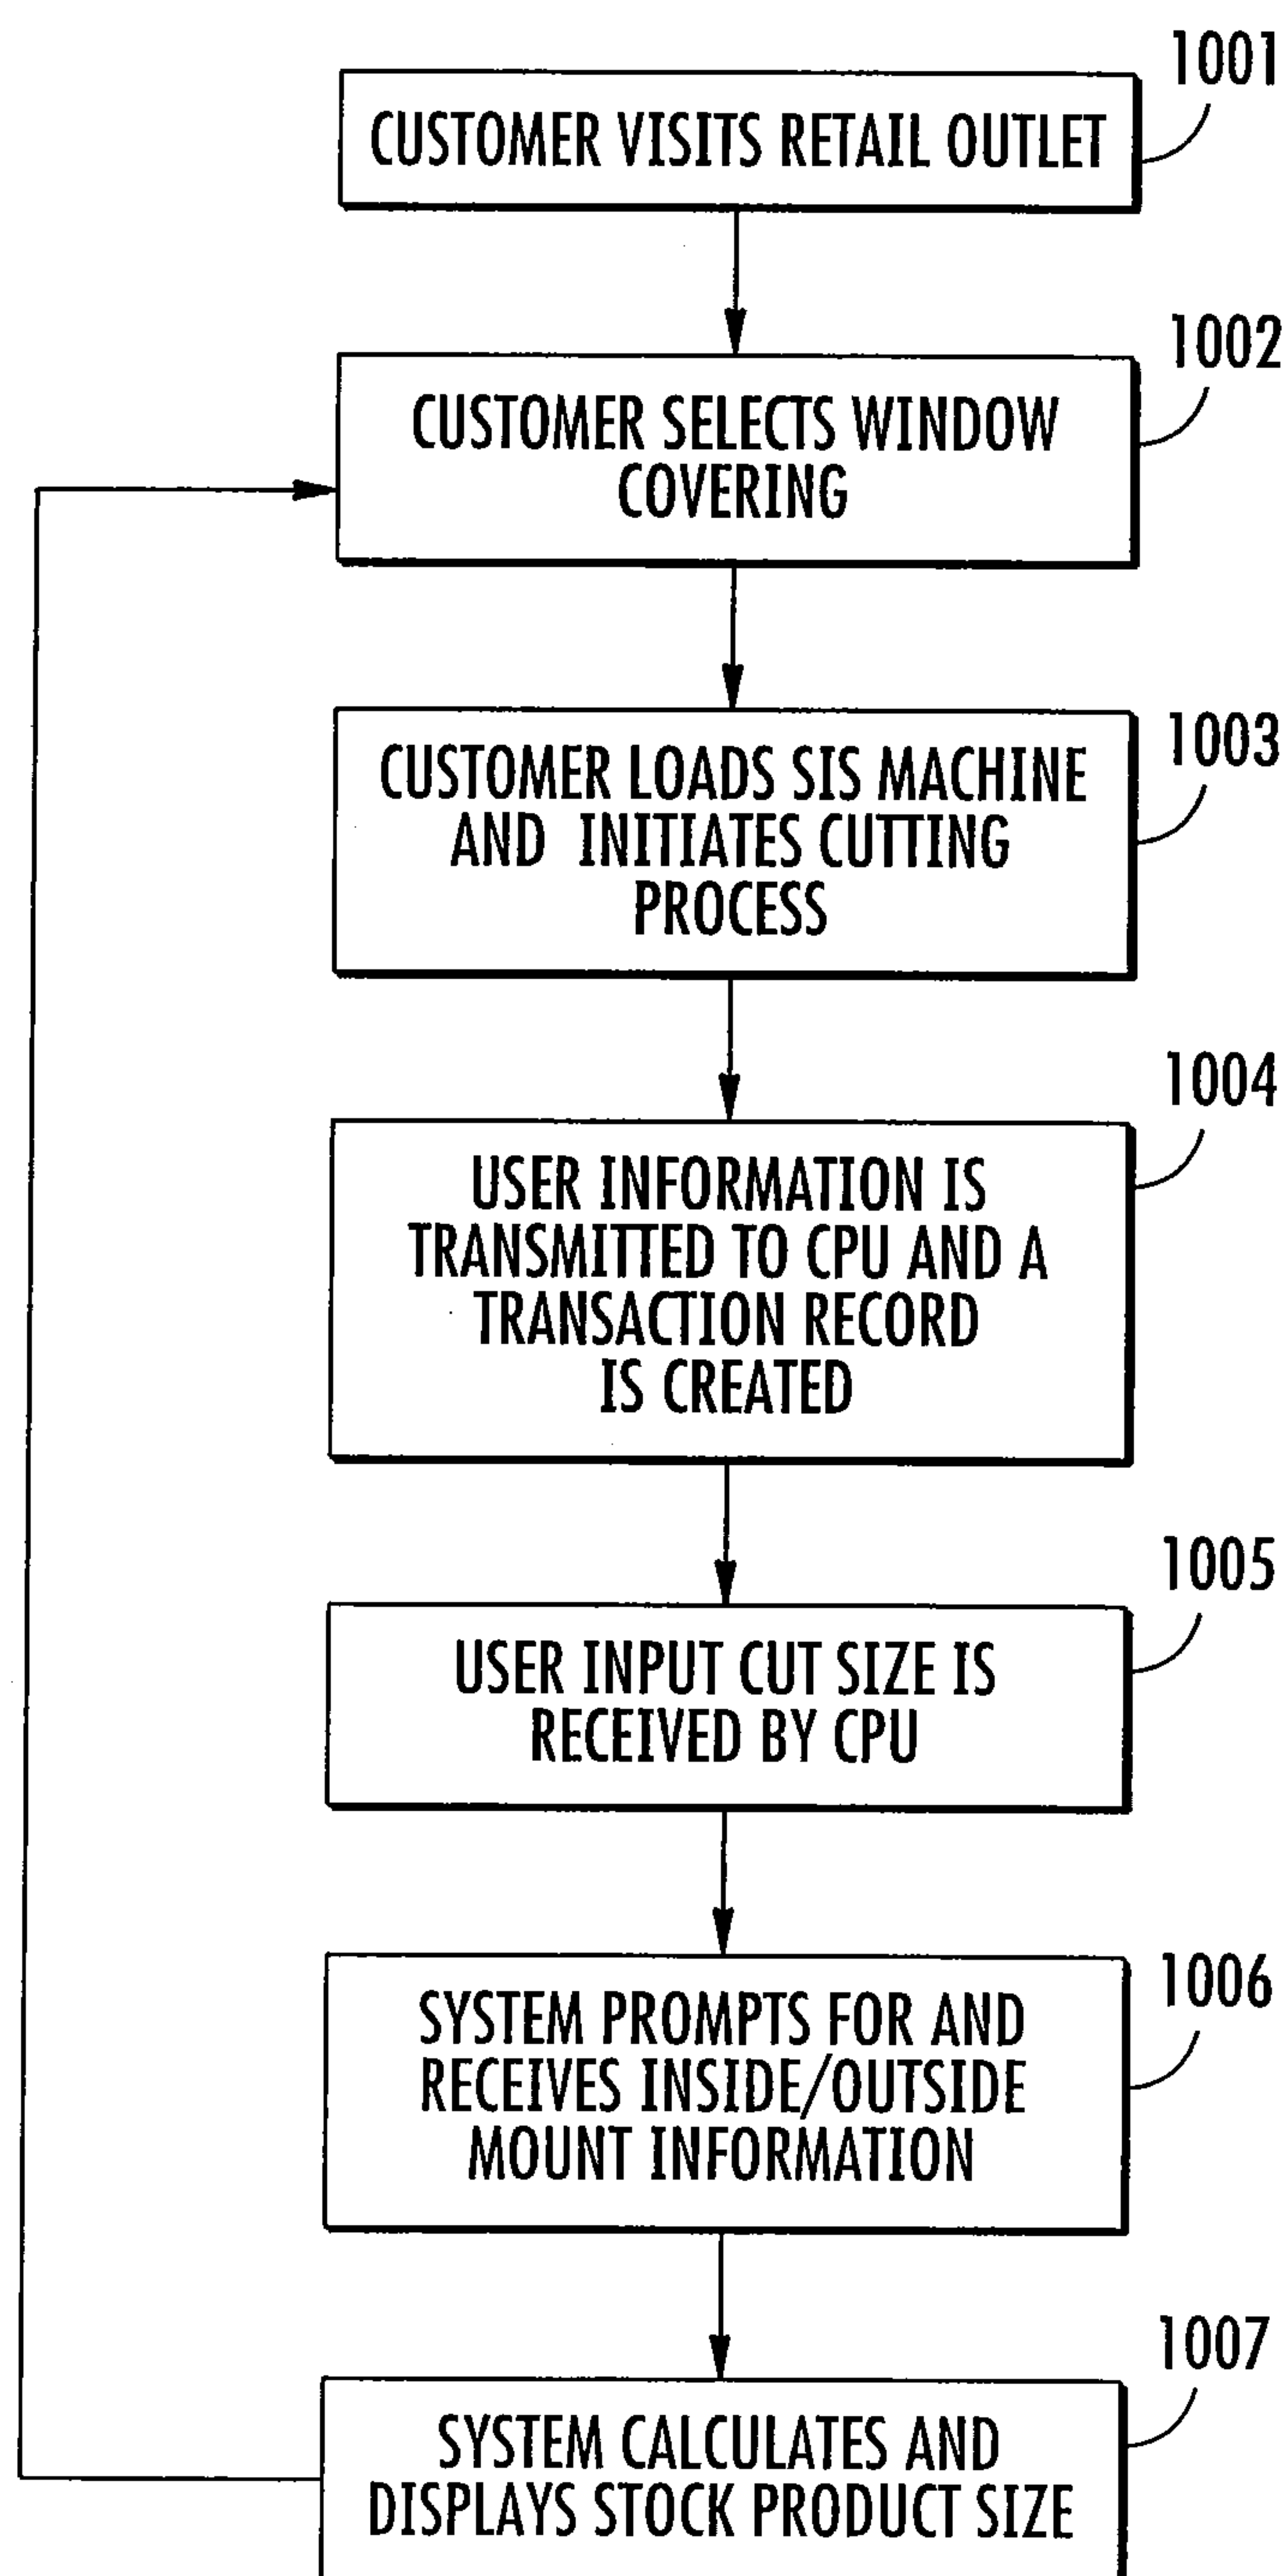 1001
CUSTOMER VISITS RETAIL OUTLET
1002
CUSTOMER SELECTS WINDOW
COVERING
1003
CUSTOMER LOADS SIS MACHINE
AND INITIATES CUTTING
PROCESS
1004
USER INFORMATION IS
TRANSMITTED TO CPU AND A
TRANSACTION RECORD
IS CREATED
1005
USER INPUT CUT SIZE IS
RECEIVED BY CPU
1006
SYSTEM PROMPTS FOR AND
RECEIVES INSIDE/OUTSIDE
MOUNT INFORMATION
1007
SYSTEM CALCULATES AND
DISPLAYS STOCK PRODUCT SIZE